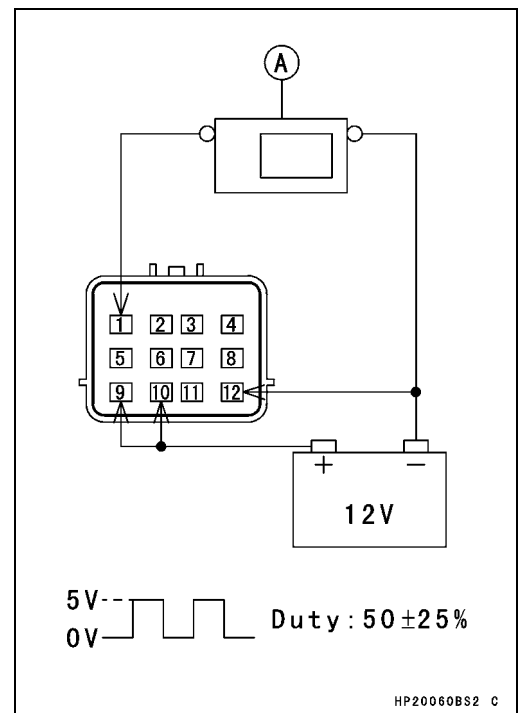 A
1 2 3 4
5 6 7 8
9 10 11 12
+ −
12V
5V
0V
Duty:50±25%
HP20060BS2 C